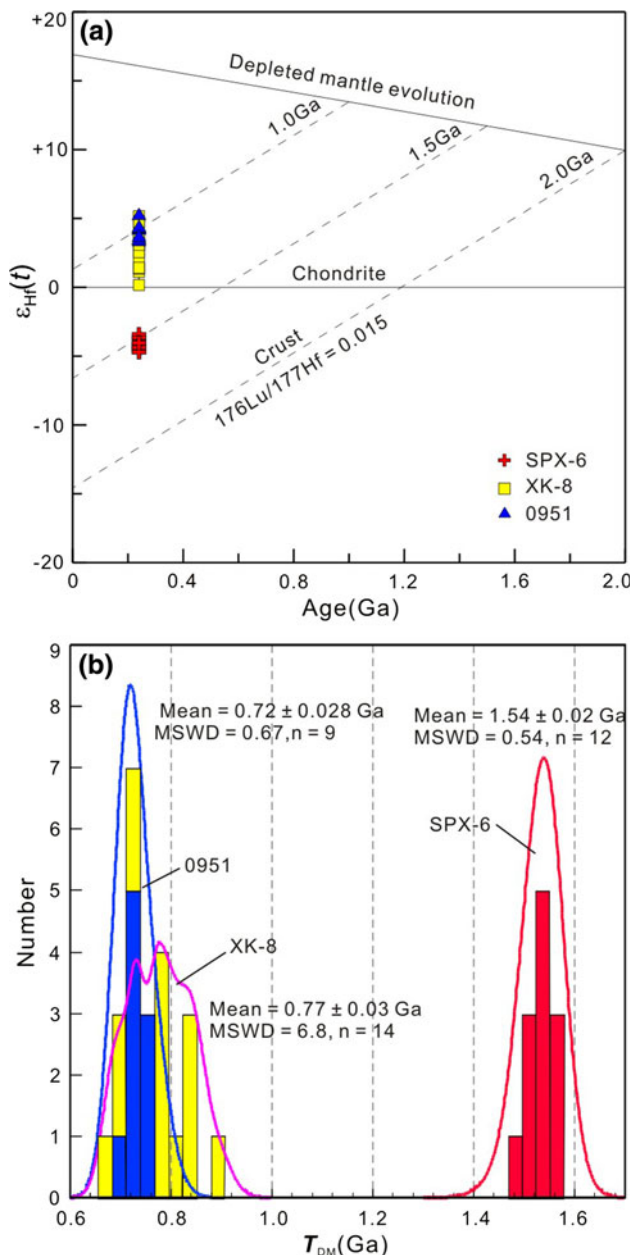 (a)
+20
+10
0
-10
-20
εHf(t)
Depleted mantle evolution
1.0Ga
1.5Ga
2.0Ga
Chondrite
Crust
176Lu/177Hf = 0.015
SPX-6
XK-8
0951
0 0.4 0.8 1.2 1.6 2.0
Age(Ga)
(b)
9
8
7
6
5
4
3
2
1
0
Number
Mean = 0.72 ± 0.028 Ga
MSWD = 0.67,n = 9
Mean = 1.54 ± 0.02 Ga
MSWD = 0.54, n = 12
SPX-6
0951
XK-8
Mean = 0.77 ± 0.03 Ga
MSWD = 6.8, n = 14
0.6 0.8 1.0 1.2 1.4 1.6
TDM(Ga)